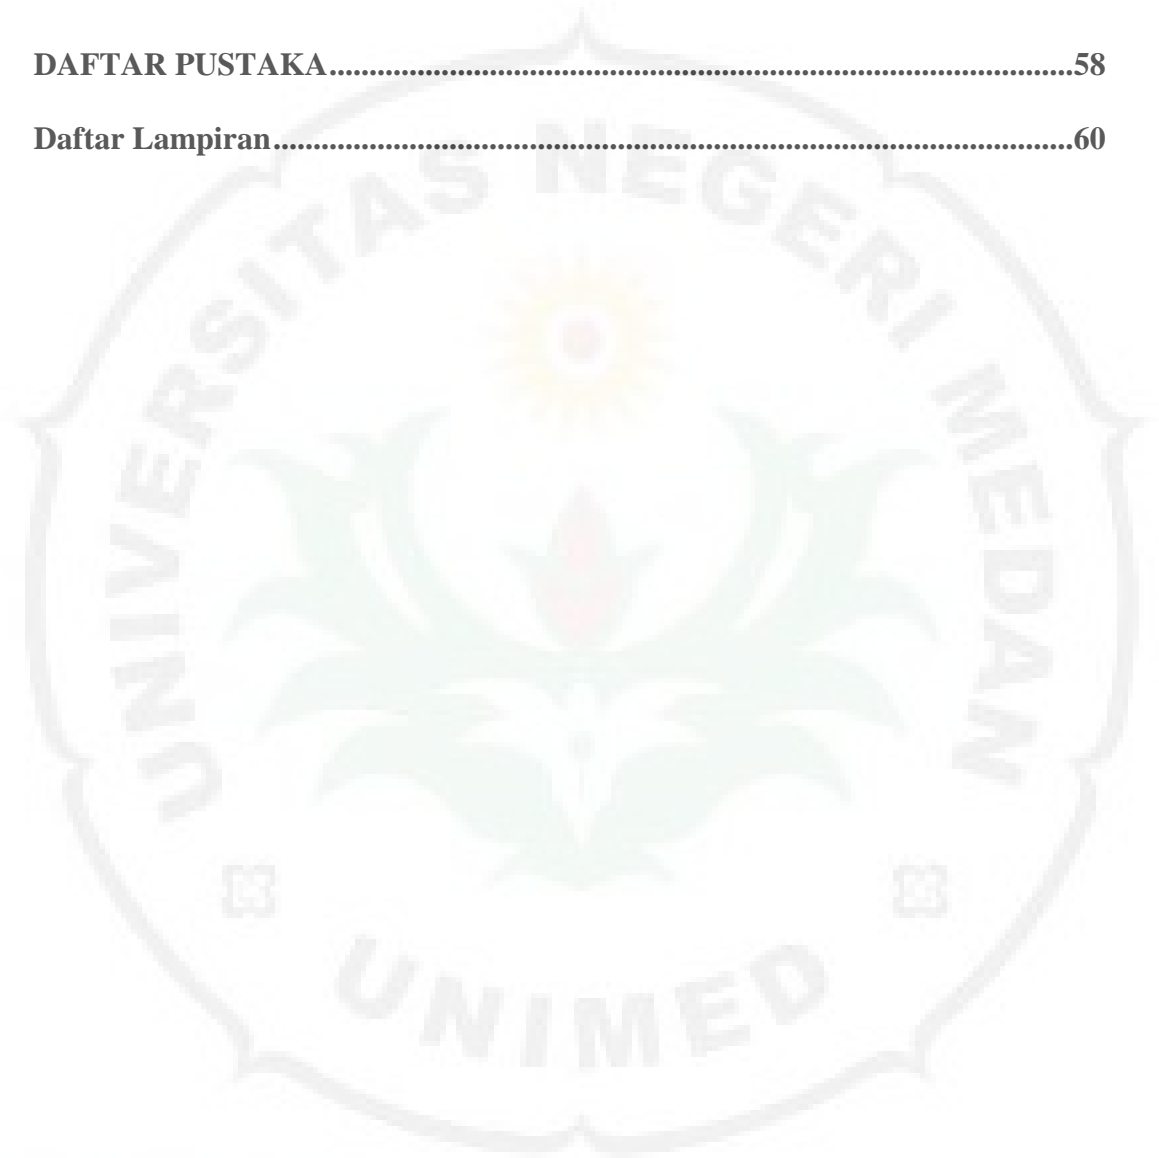 DAFTAR PUSTAKA..............................................................................................58
Daftar Lampiran.....................................................................................................60
UNIVERSITAS NEGERI MEDAN
UNIMED